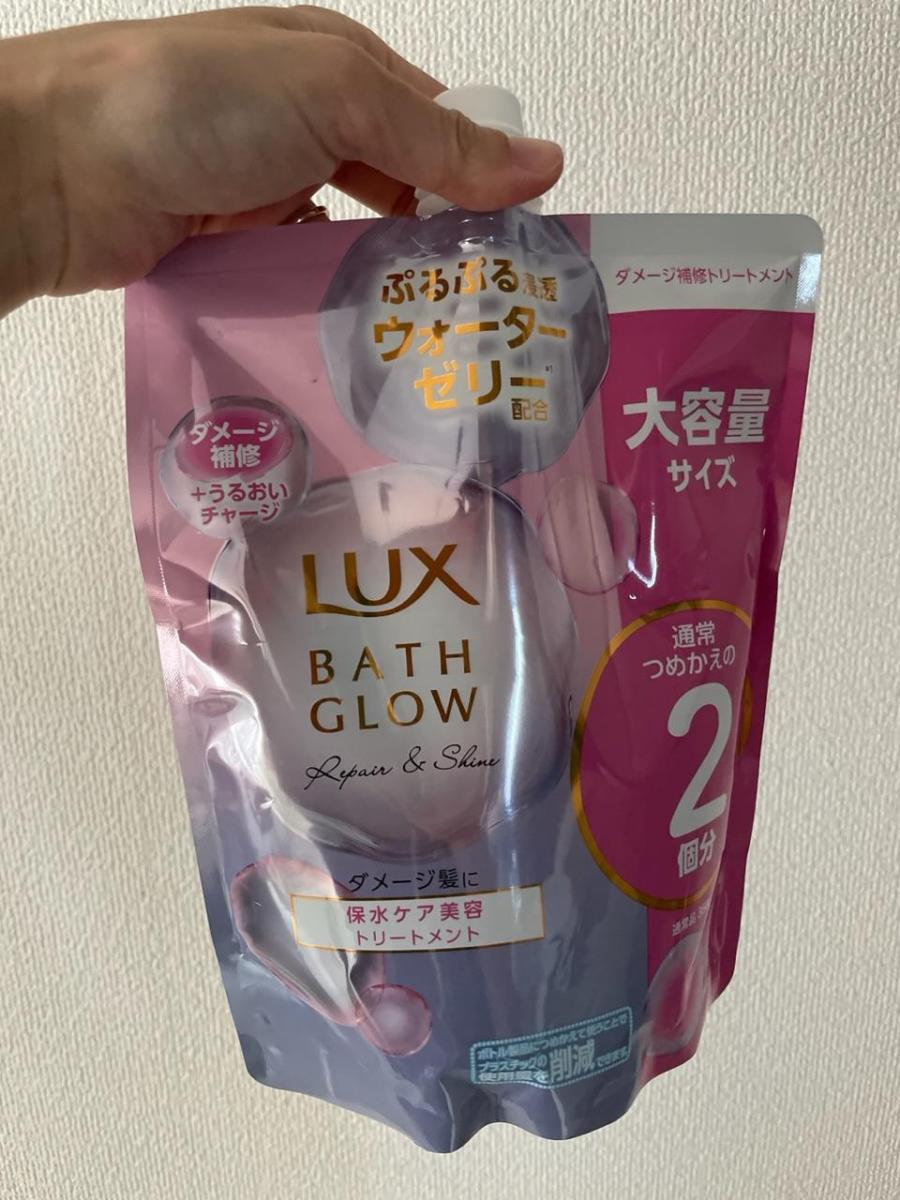 ぷるぷる浸透
ウォーター
ゼリー※1
配合
ダメージ補修トリートメント
大容量
サイズ
ダメージ
補修
+うるおい
チャージ
LUX
BATH
GLOW
Repair & Shine
通常
つめかえの
2
個分
ダメージ髪に
保水ケア美容
トリートメント
通常品
ボトル製品につめかえて使うことで
プラスチックの
使用量を削減できます